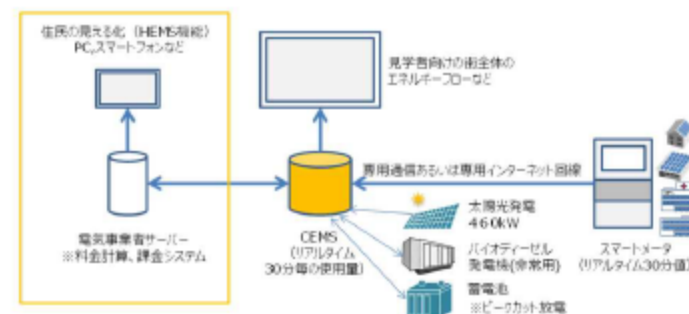 住民の見える化（HEMS機能）
PC,スマートフォンなど
見学者向けの街全体の
エネルギーフローなど
専用通信あるいは専用インターネット回線
太陽光発電
460kW
電気事業者サーバー
※料金計算、課金システム
CEMS
（リアルタイム
30分毎の使用量）
バイオディーゼル
発電機(非常用)
スマートメータ
（リアルタイム30分値）
蓄電池
※ピークカット放電